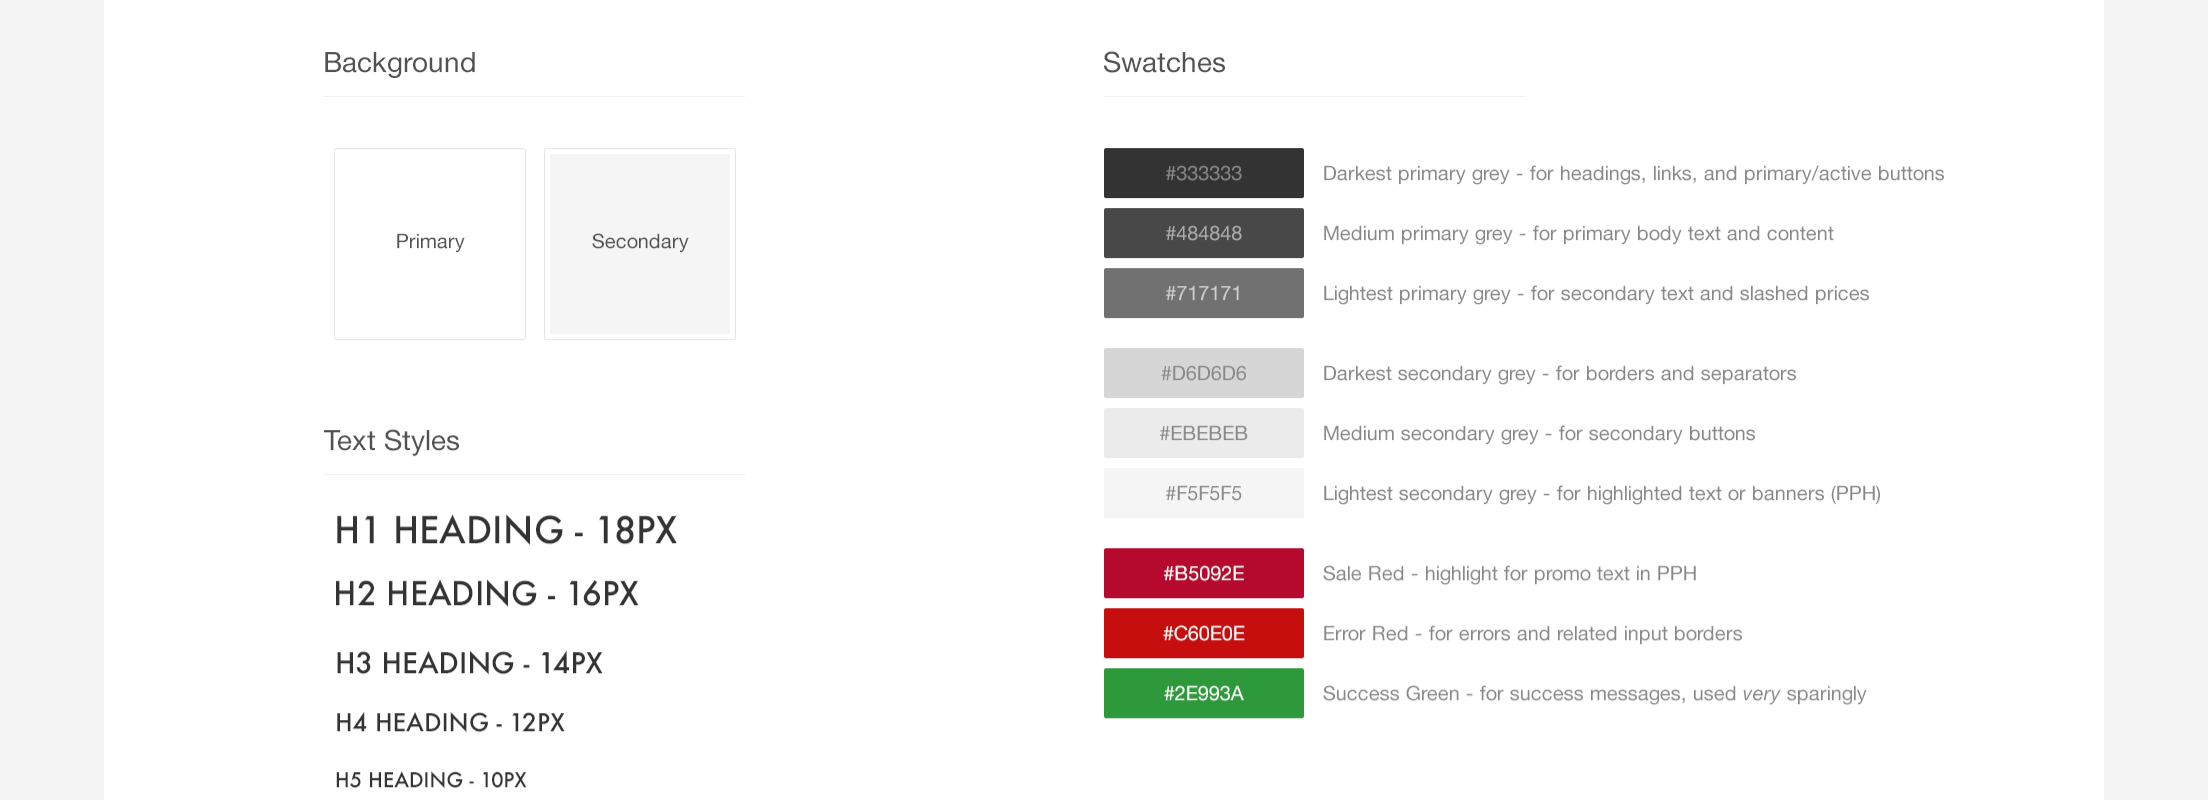 Background
Primary
Secondary
Text Styles
H1 HEADING - 18PX
H2 HEADING - 16PX
H3 HEADING - 14PX
H4 HEADING - 12PX
H5 HEADING - 10PX
Swatches
#333333 Darkest primary grey - for headings, links, and primary/active buttons
#484848 Medium primary grey - for primary body text and content
#717171 Lightest primary grey - for secondary text and slashed prices
#D6D6D6 Darkest secondary grey - for borders and separators
#EBEBEB Medium secondary grey - for secondary buttons
#F5F5F5 Lightest secondary grey - for highlighted text or banners (PPH)
#B5092E Sale Red - highlight for promo text in PPH
#C60E0E Error Red - for errors and related input borders
#2E993A Success Green - for success messages, used very sparingly